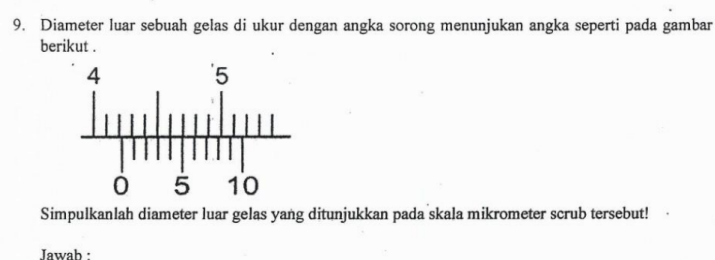 9. Diameter luar sebuah gelas di ukur dengan angka sorong menunjukan angka seperti pada gambar
berikut .
4 5
0 5 10
Simpulkanlah diameter luar gelas yang ditunjukkan pada skala mikrometer scrub tersebut!
Jawab :